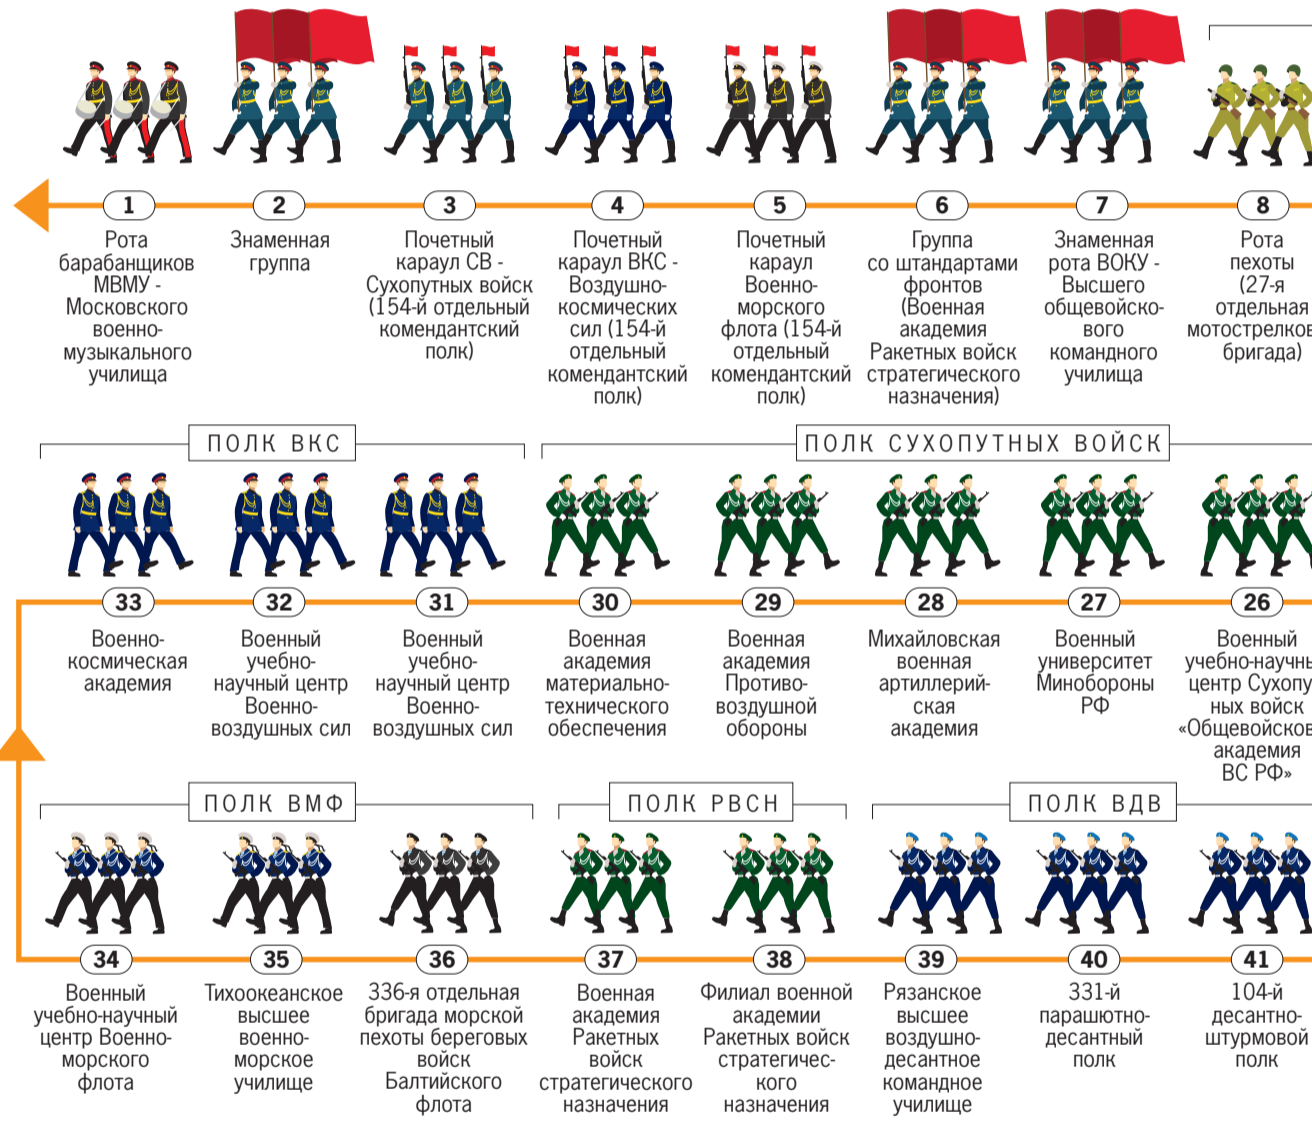 1
Рота
барабанщиков
МВМУ -
Московского
военно-
музыкального
училища
2
Знаменная
группа
3
Почетный
караул СВ -
Сухопутных войск
(154-й отдельный
комендантский
полк)
4
Почетный
караул ВКС -
Воздушно-
космических
сил (154-й
отдельный
комендантский
полк)
5
Почетный
караул
Военно-
морского
флота (154-й
отдельный
комендантский
полк)
6
Группа
со штандартами
фронтов
(Военная
академия
Ракетных войск
стратегического
назначения)
7
Знаменная
рота ВОКУ -
Высшего
общевойско-
вого
командного
училища
8
Рота
пехоты
(27-я
отдельная
мотострелков
бригада)
ПОЛК ВКС
33
Военно-
космическая
академия
32
Военный
учебно-
научный центр
Военно-
воздушных сил
31
Военный
учебно-
научный центр
Военно-
воздушных сил
ПОЛК СУХОПУТНЫХ ВОЙСК
30
Военная
академия
материально-
технического
обеспечения
29
Военная
академия
Противо-
воздушной
обороны
28
Михайловская
военная
артиллерий-
ская
академия
27
Военный
университет
Минобороны
РФ
26
Военный
учебно-научны
центр Сухопу
ных войск
«Общевойсков
академия
ВС РФ»
ПОЛК ВМФ
34
Военный
учебно-научный
центр Военно-
морского
флота
35
Тихоокеанское
высшее
военно-
морское
училище
36
336-я отдельная
бригада морской
пехоты береговых
войск
Балтийского
флота
ПОЛК РВСН
37
Военная
академия
Ракетных
войск
стратегического
назначения
38
Филиал военной
академии
Ракетных войск
стратегичес-
кого
назначения
ПОЛК ВДВ
39
Рязанское
высшее
воздушно-
десантное
командное
училище
40
331-й
парашютно-
десантный
полк
41
104-й
десантно-
штурмовой
полк